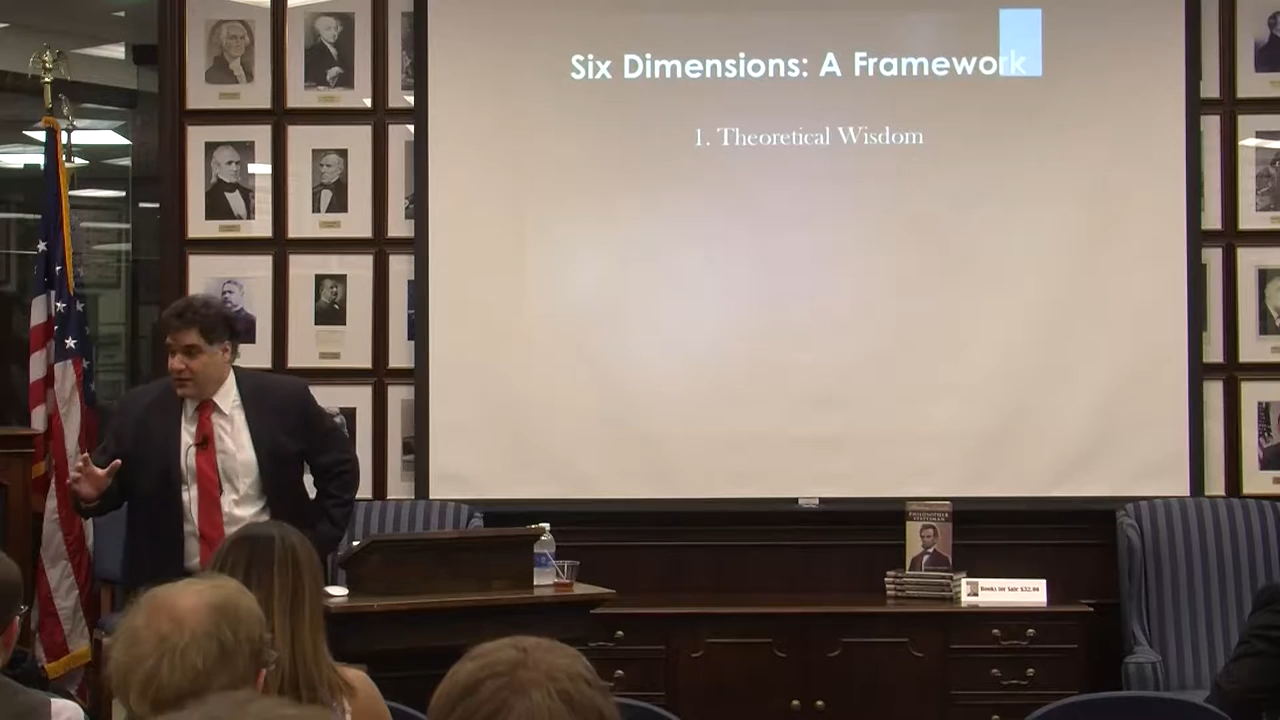 Six Dimensions: A Framework
1. Theoretical Wisdom
PHILOSOPHER
STATESMAN
Books for Sale $32.00